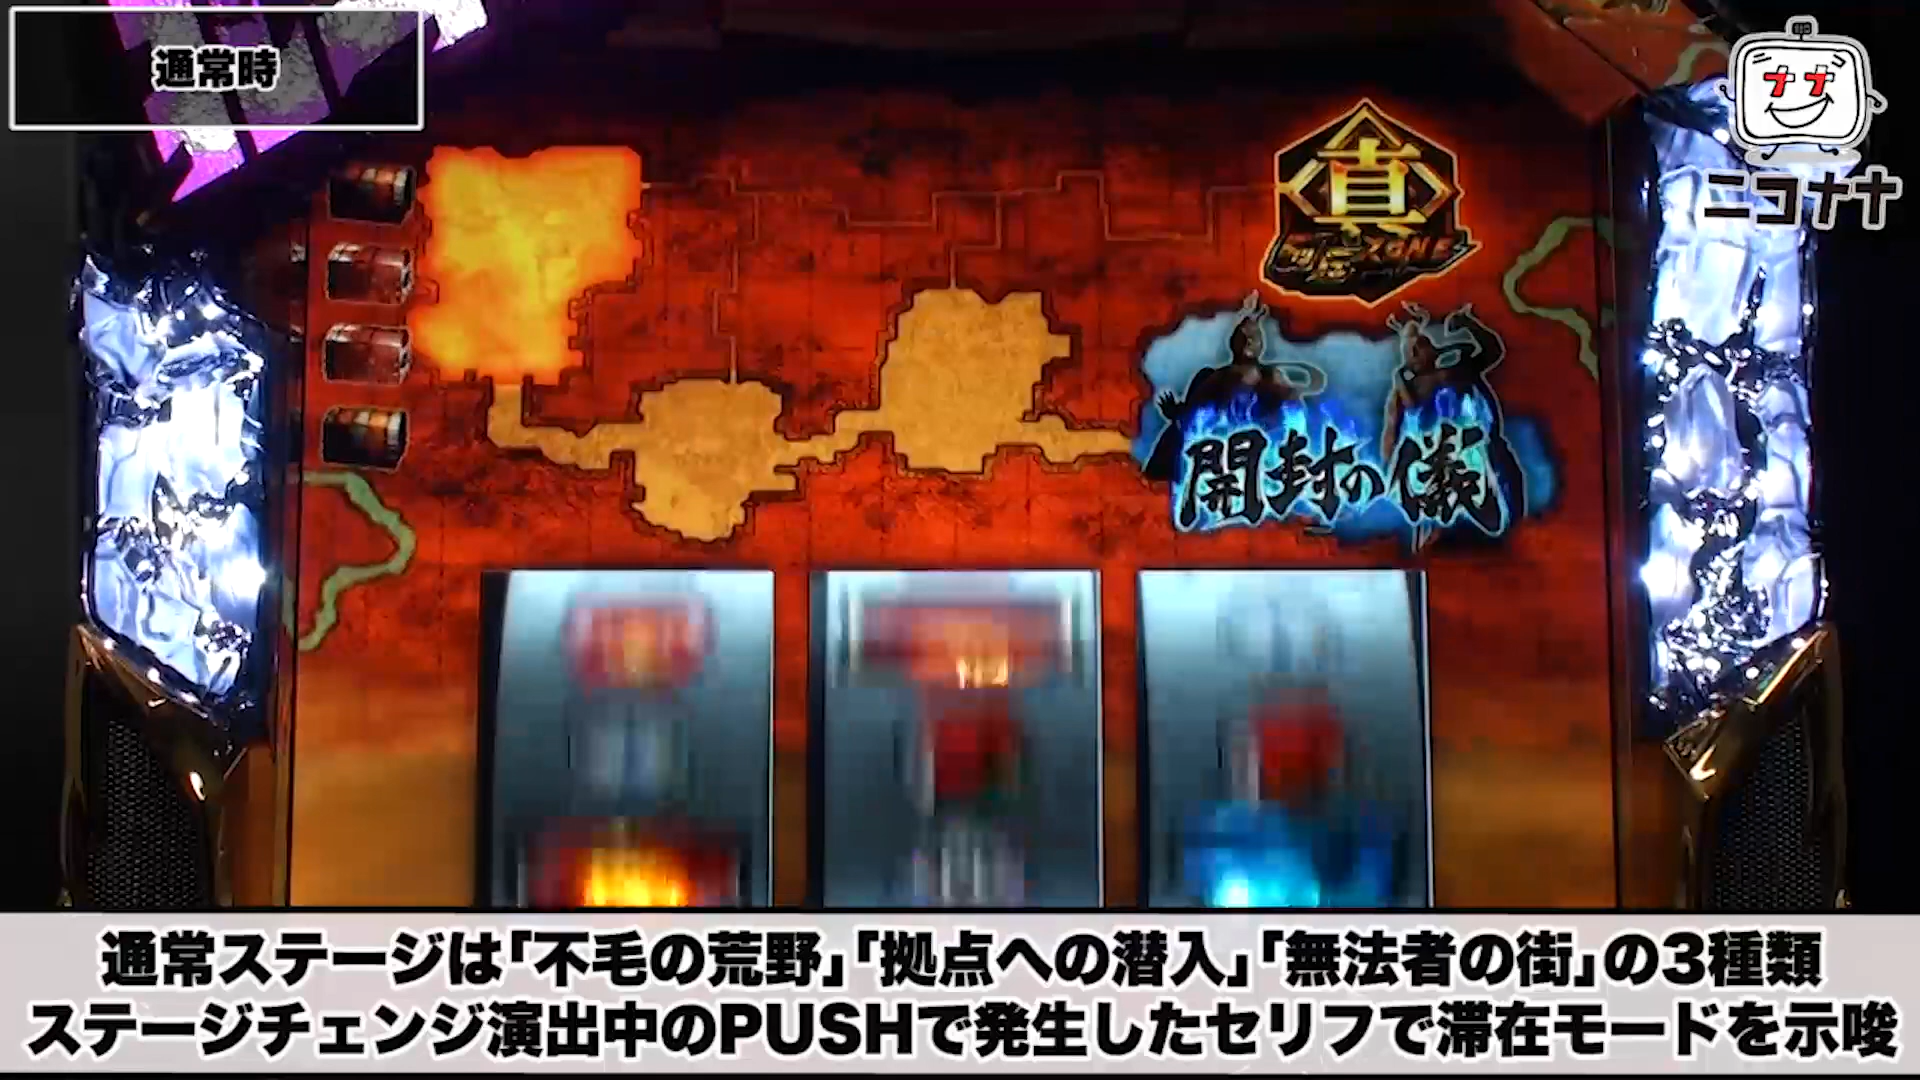 通常時
ナナ
ニコナナ
真
ZONE
開封の儀
通常ステージは「不毛の荒野」「拠点への潜入」「無法者の街」の3種類
ステージチェンジ演出中のPUSHで発生したセリフで滞在モードを示唆